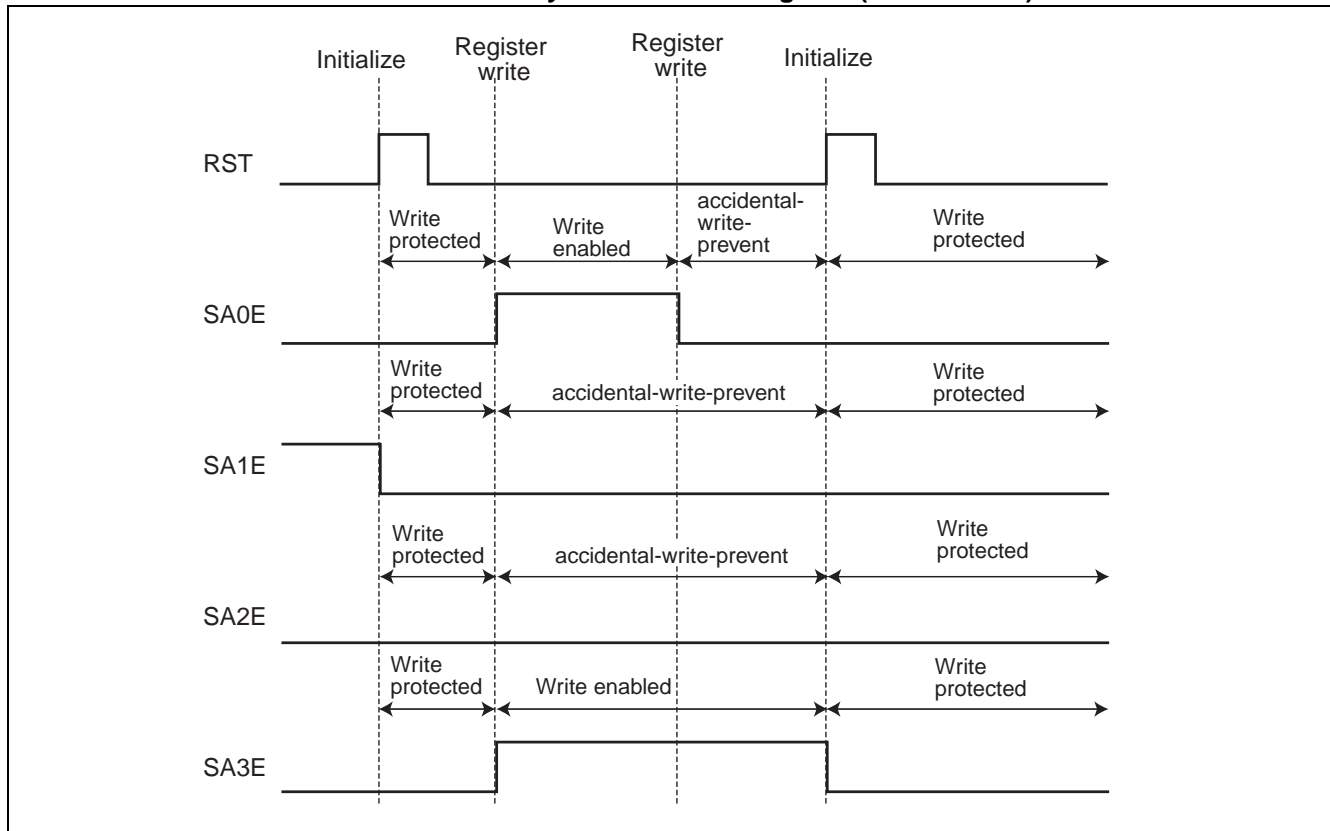 Initialize
Register
write
Register
write
Initialize
RST
Write
protected
Write
enabled
accidental-
write-
prevent
Write
protected
SA0E
Write
protected
accidental-write-prevent
Write
protected
SA1E
Write
protected
accidental-write-prevent
Write
protected
SA2E
Write
protected
Write enabled
Write
protected
SA3E